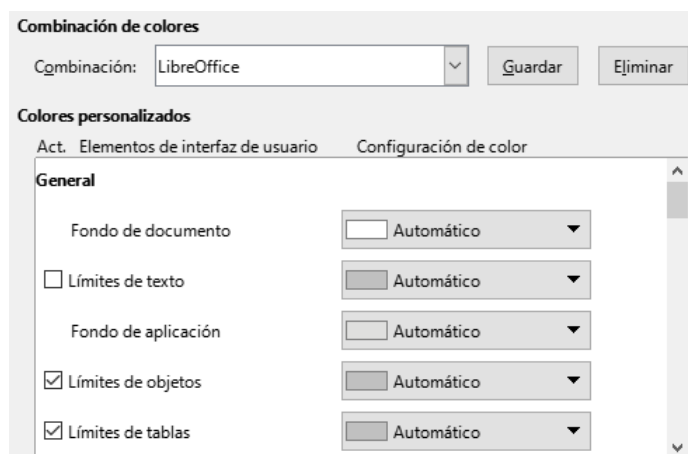 Combinación de colores
Combinación: LibreOffice Guardar Eliminar
Colores personalizados
Act. Elementos de interfaz de usuario Configuración de color
General
Fondo de documento Automático
Límites de texto Automático
Fondo de aplicación Automático
Límites de objetos Automático
Límites de tablas Automático